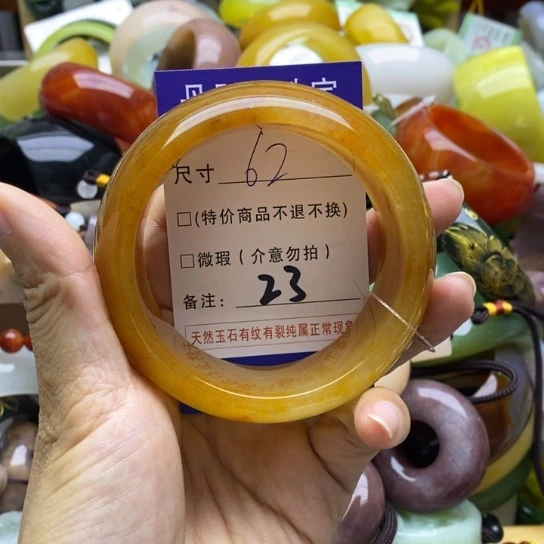 尺寸 62
□(特价商品不退不换)
□微瑕(介意勿拍)
备注: 23
天然玉石有纹有裂纯属正常现象